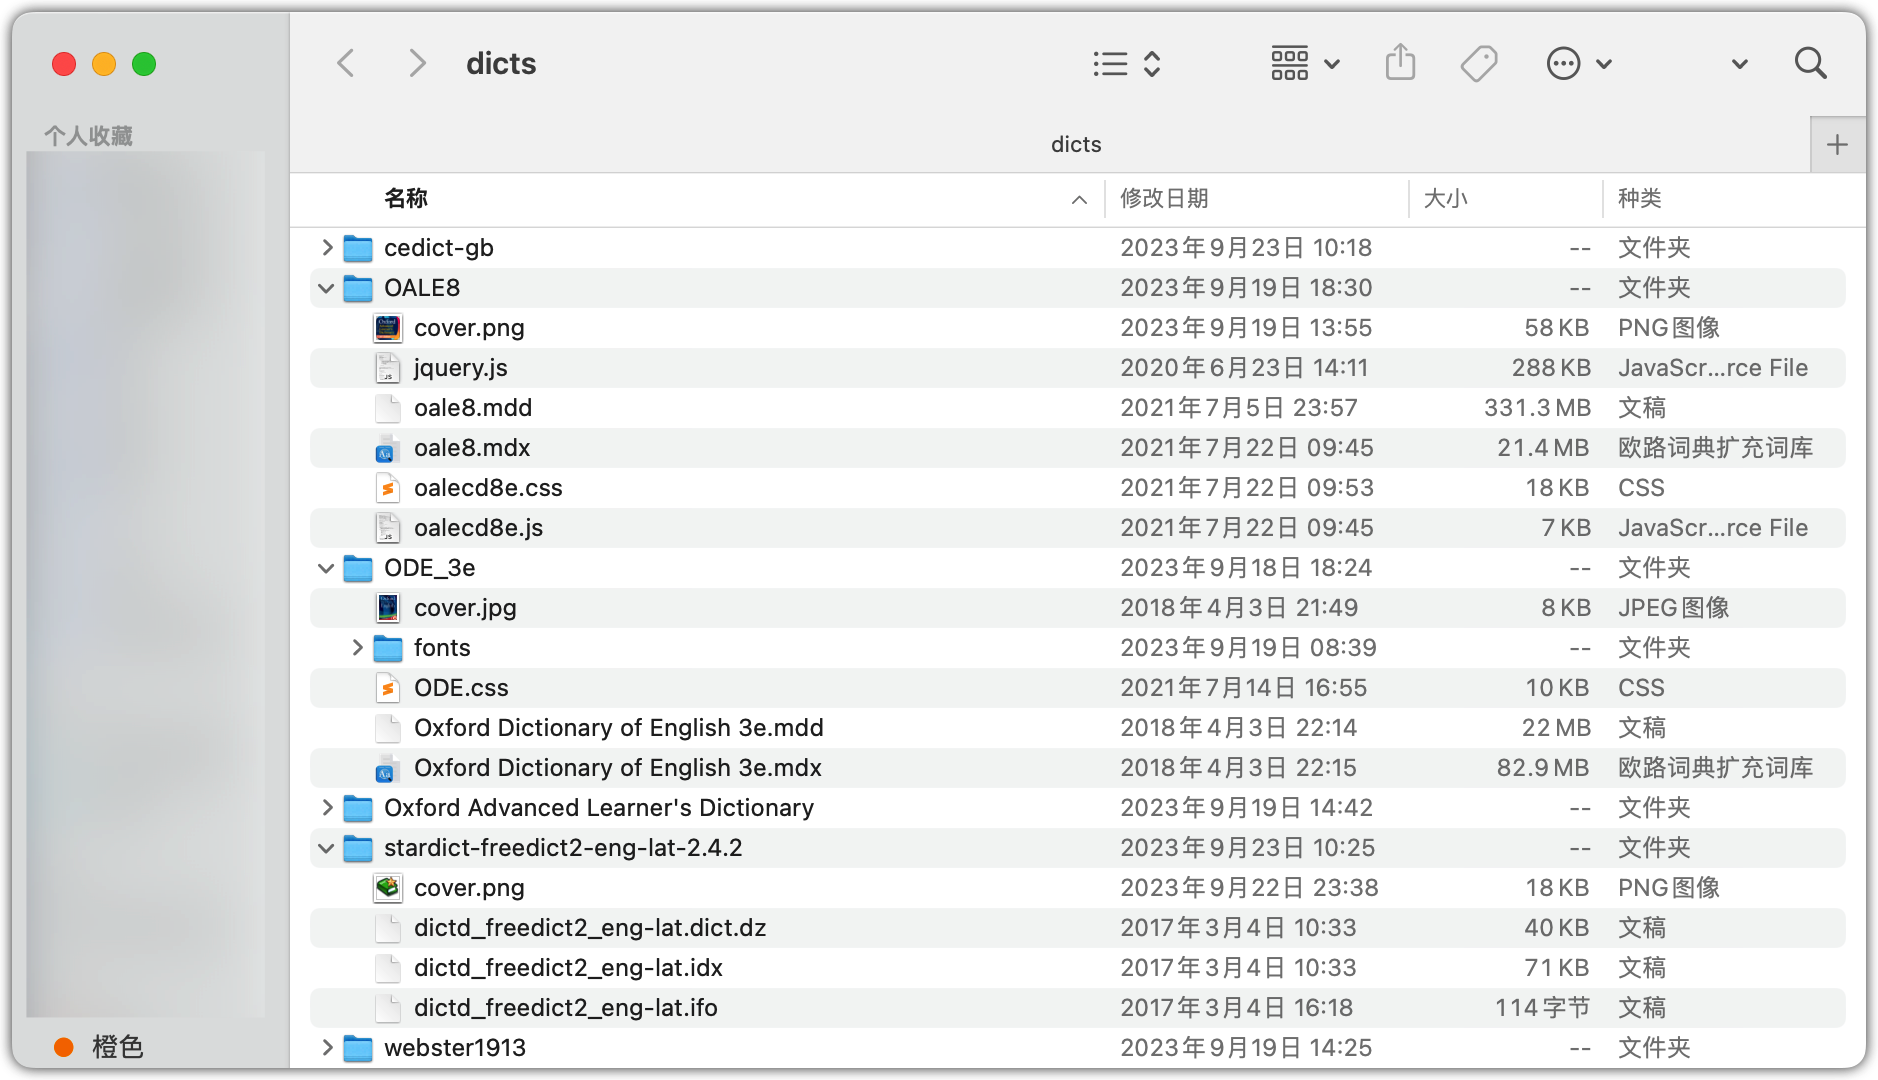 dicts
个人收藏
dicts
名称 修改日期 大小 种类
cedict-gb 2023年9月23日 10:18 -- 文件夹
OALE8 2023年9月19日 18:30 -- 文件夹
cover.png 2023年9月19日 13:55 58 KB PNG图像
jquery.js 2020年6月23日 14:11 288 KB JavaScr...rce File
oale8.mdd 2021年7月5日 23:57 331.3 MB 文稿
oale8.mdx 2021年7月22日 09:45 21.4 MB 欧路词典扩充词库
oalecd8e.css 2021年7月22日 09:53 18 KB CSS
oalecd8e.js 2021年7月22日 09:45 7 KB JavaScr...rce File
ODE_3e 2023年9月18日 18:24 -- 文件夹
cover.jpg 2018年4月3日 21:49 8 KB JPEG图像
fonts 2023年9月19日 08:39 -- 文件夹
ODE.css 2021年7月14日 16:55 10 KB CSS
Oxford Dictionary of English 3e.mdd 2018年4月3日 22:14 22 MB 文稿
Oxford Dictionary of English 3e.mdx 2018年4月3日 22:15 82.9 MB 欧路词典扩充词库
Oxford Advanced Learner's Dictionary 2023年9月19日 14:42 -- 文件夹
stardict-freedict2-eng-lat-2.4.2 2023年9月23日 10:25 -- 文件夹
cover.png 2023年9月22日 23:38 18 KB PNG图像
dictd_freedict2_eng-lat.dict.dz 2017年3月4日 10:33 40 KB 文稿
dictd_freedict2_eng-lat.idx 2017年3月4日 10:33 71 KB 文稿
dictd_freedict2_eng-lat.ifo 2017年3月4日 16:18 114 字节 文稿
橙色
webster1913 2023年9月19日 14:25 -- 文件夹